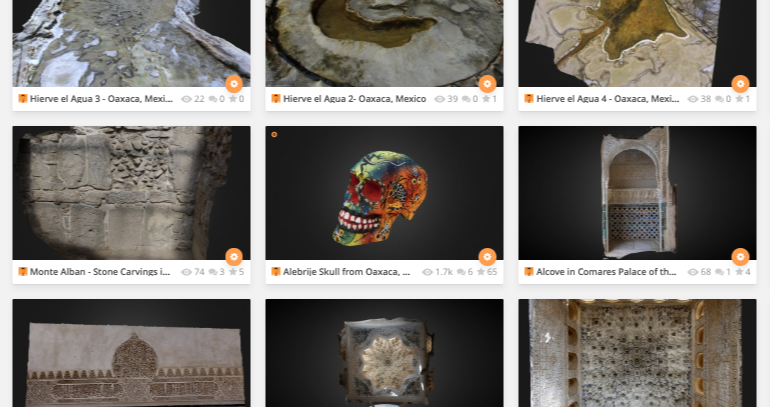 Hierve el Agua 3 - Oaxaca, Mexi... 22 0 0
Hierve el Agua 2- Oaxaca, Mexico 39 0 1
Hierve el Agua 4 - Oaxaca, Mexi... 38 0 1
Monte Alban - Stone Carvings i... 74 3 5
Alebrije Skull from Oaxaca, ... 1.7k 6 65
Alcove in Comares Palace of th... 68 1 4